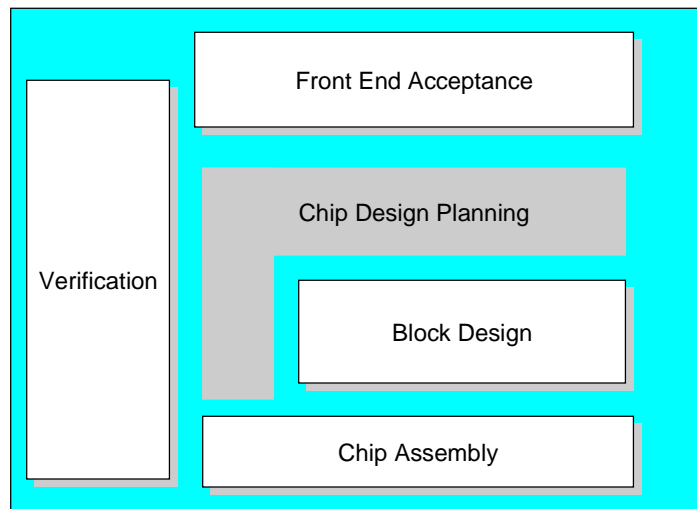 Front End Acceptance
Chip Design Planning
Verification
Block Design
Chip Assembly